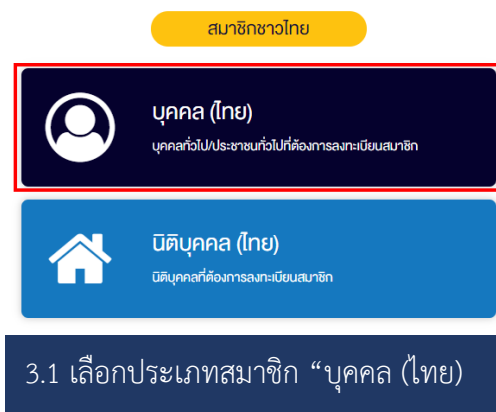 สมาชิกชาวไทย
บุคคล (ไทย)
บุคคลทั่วไป/ประชาชนทั่วไปที่ต้องการลงทะเบียนสมาชิก
นิติบุคคล (ไทย)
นิติบุคคลที่ต้องการลงทะเบียนสมาชิก
3.1 เลือกประเภทสมาชิก “บุคคล (ไทย)